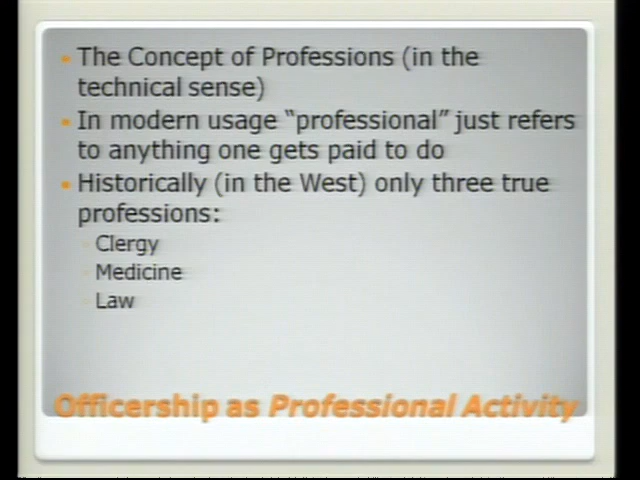 The Concept of Professions (in the
technical sense)
In modern usage “professional” just refers
to anything one gets paid to do
Historically (in the West) only three true
professions:
Clergy
Medicine
Law
Officership as Professional Activity